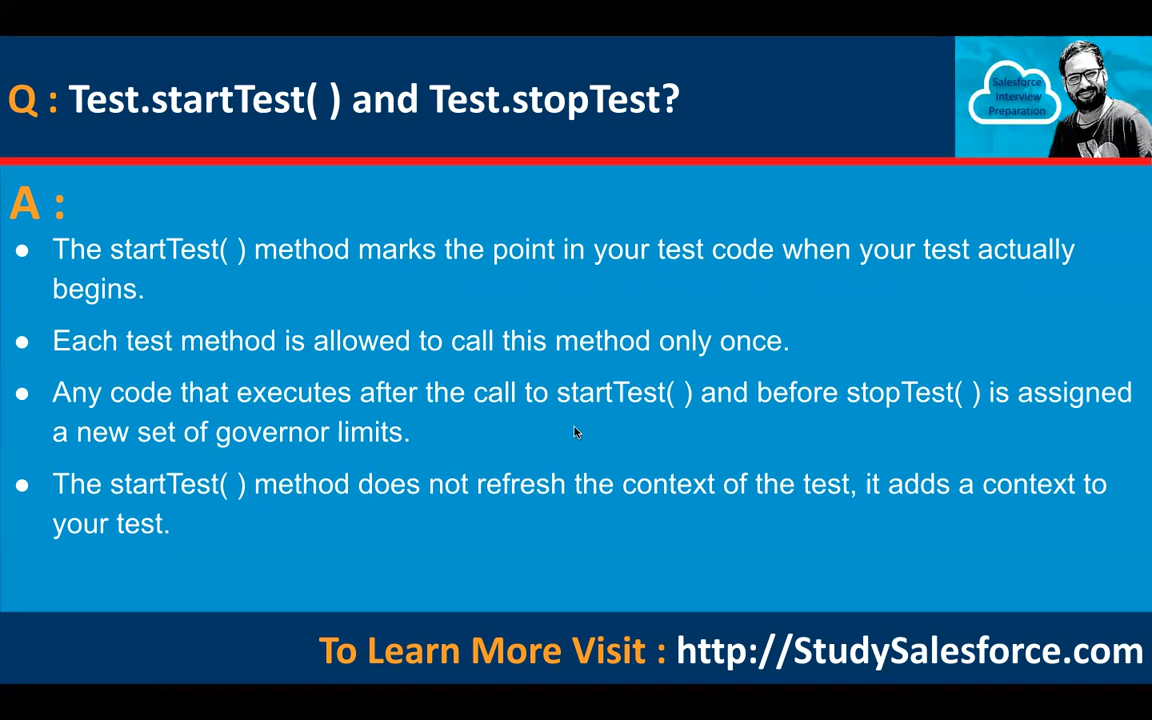 Q : Test.startTest( ) and Test.stopTest?
Salesforce
Interview
Preparation
A :
● The startTest( ) method marks the point in your test code when your test actually
begins.
● Each test method is allowed to call this method only once.
● Any code that executes after the call to startTest( ) and before stopTest( ) is assigned
a new set of governor limits.
● The startTest( ) method does not refresh the context of the test, it adds a context to
your test.
To Learn More Visit : http://StudySalesforce.com